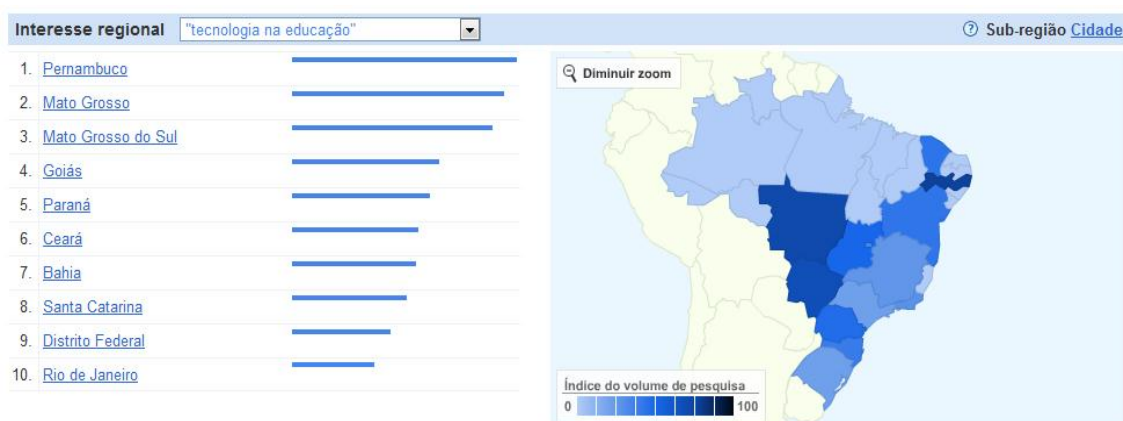 Interesse regional "tecnologia na educação" Sub-região Cidade
1. Pernambuco
2. Mato Grosso
3. Mato Grosso do Sul
4. Goiás
5. Paraná
6. Ceará
7. Bahia
8. Santa Catarina
9. Distrito Federal
10. Rio de Janeiro
Diminuir zoom
Índice do volume de pesquisa
0 100